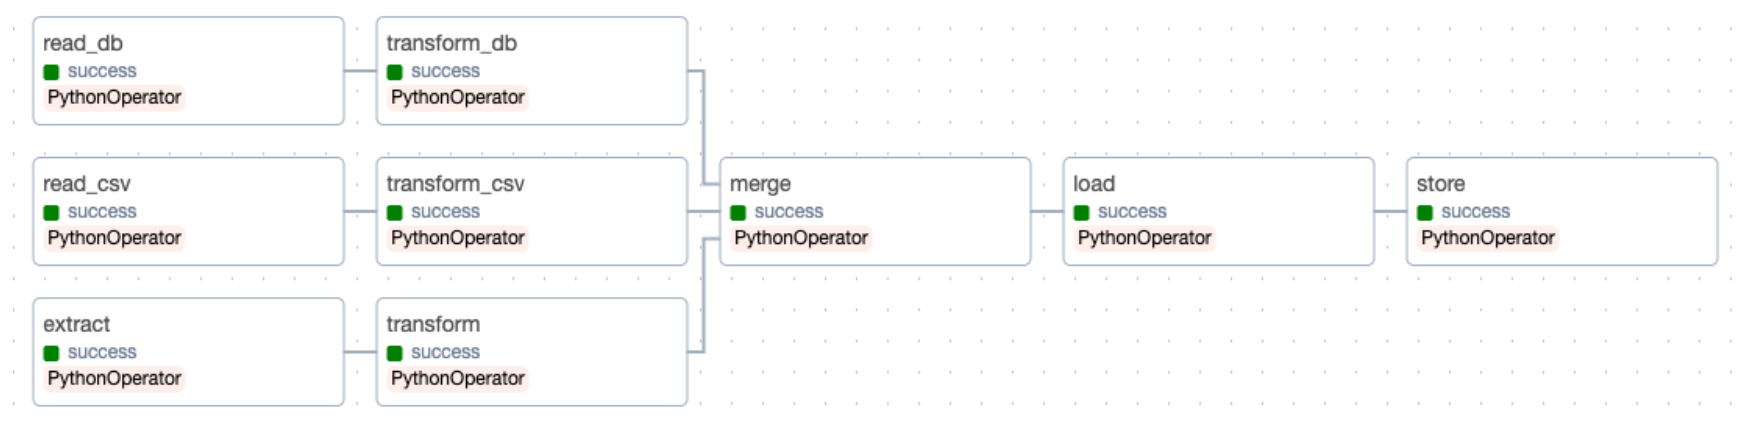 read_db
success
PythonOperator
transform_db
success
PythonOperator
read_csv
success
PythonOperator
transform_csv
success
PythonOperator
merge
success
PythonOperator
load
success
PythonOperator
store
success
PythonOperator
extract
success
PythonOperator
transform
success
PythonOperator